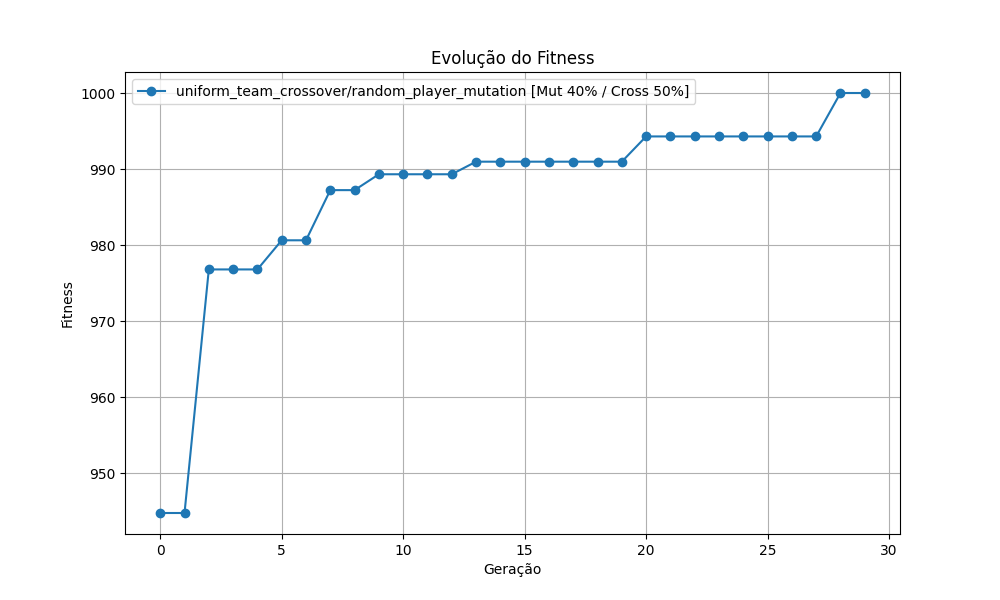 Evolução do Fitness
uniform_team_crossover/random_player_mutation [Mut 40% / Cross 50%]
Fitness
1000
990
980
970
960
950
0 5 10 15 20 25 30
Geração